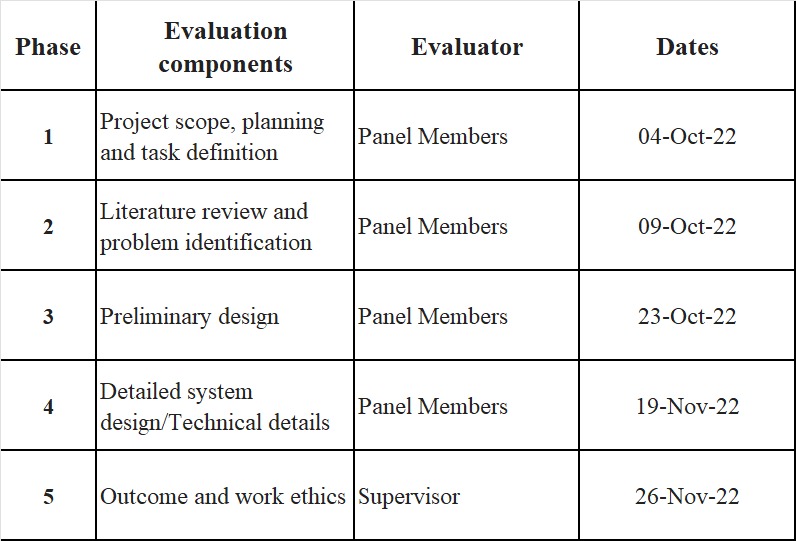 Phase Evaluation components Evaluator Dates
1 Project scope, planning and task definition Panel Members 04-Oct-22
2 Literature review and problem identification Panel Members 09-Oct-22
3 Preliminary design Panel Members 23-Oct-22
4 Detailed system design/Technical details Panel Members 19-Nov-22
5 Outcome and work ethics Supervisor 26-Nov-22